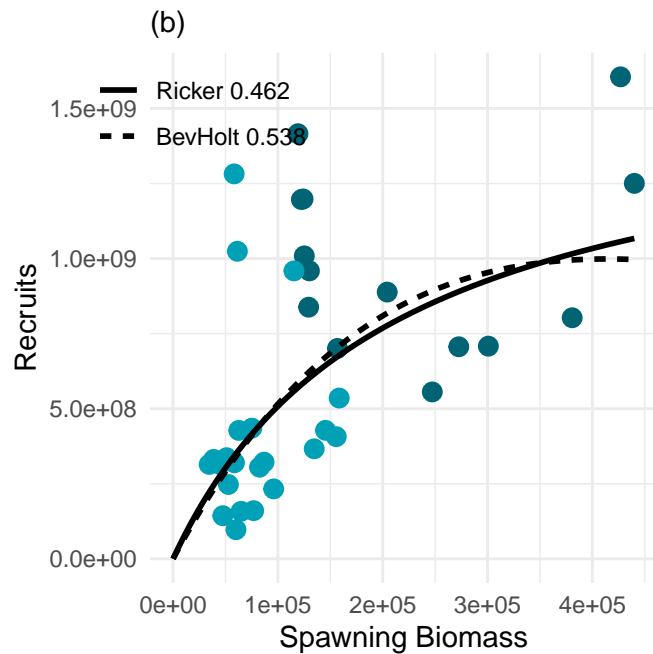 (b)
Ricker 0.462
BevHolt 0.538
1.5e+09
1.0e+09
5.0e+08
0.0e+00
Recruits
0e+00 1e+05 2e+05 3e+05 4e+05
Spawning Biomass